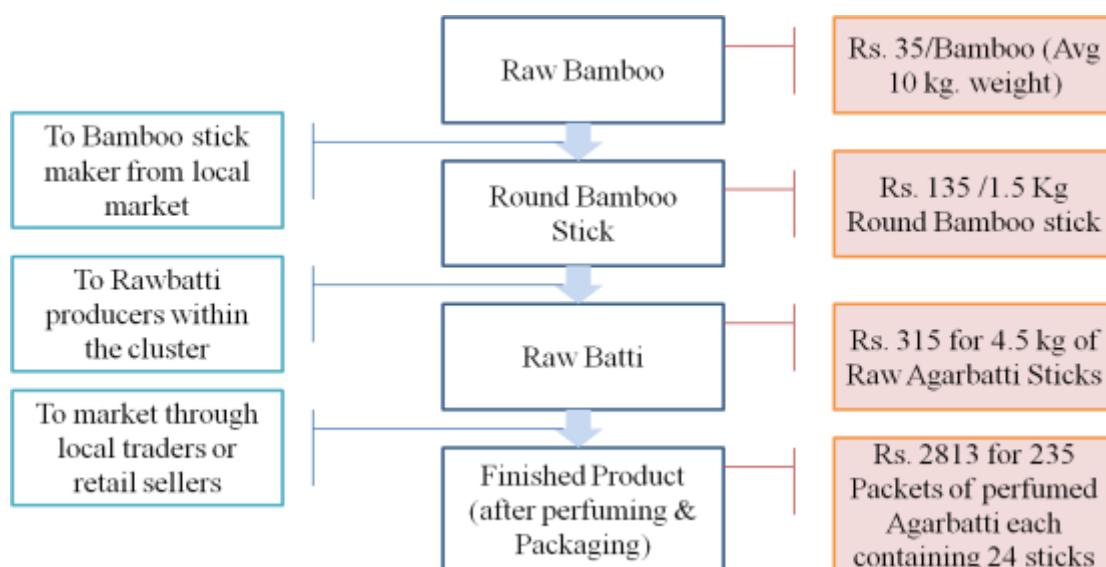 Raw Bamboo
Rs. 35/Bamboo (Avg
10 kg. weight)
To Bamboo stick
maker from local
market
Round Bamboo
Stick
Rs. 135 /1.5 Kg
Round Bamboo stick
To Rawbatti
producers within
the cluster
Raw Batti
Rs. 315 for 4.5 kg of
Raw Agarbatti Sticks
To market through
local traders or
retail sellers
Finished Product
(after perfuming &
Packaging)
Rs. 2813 for 235
Packets of perfumed
Agarbatti each
containing 24 sticks